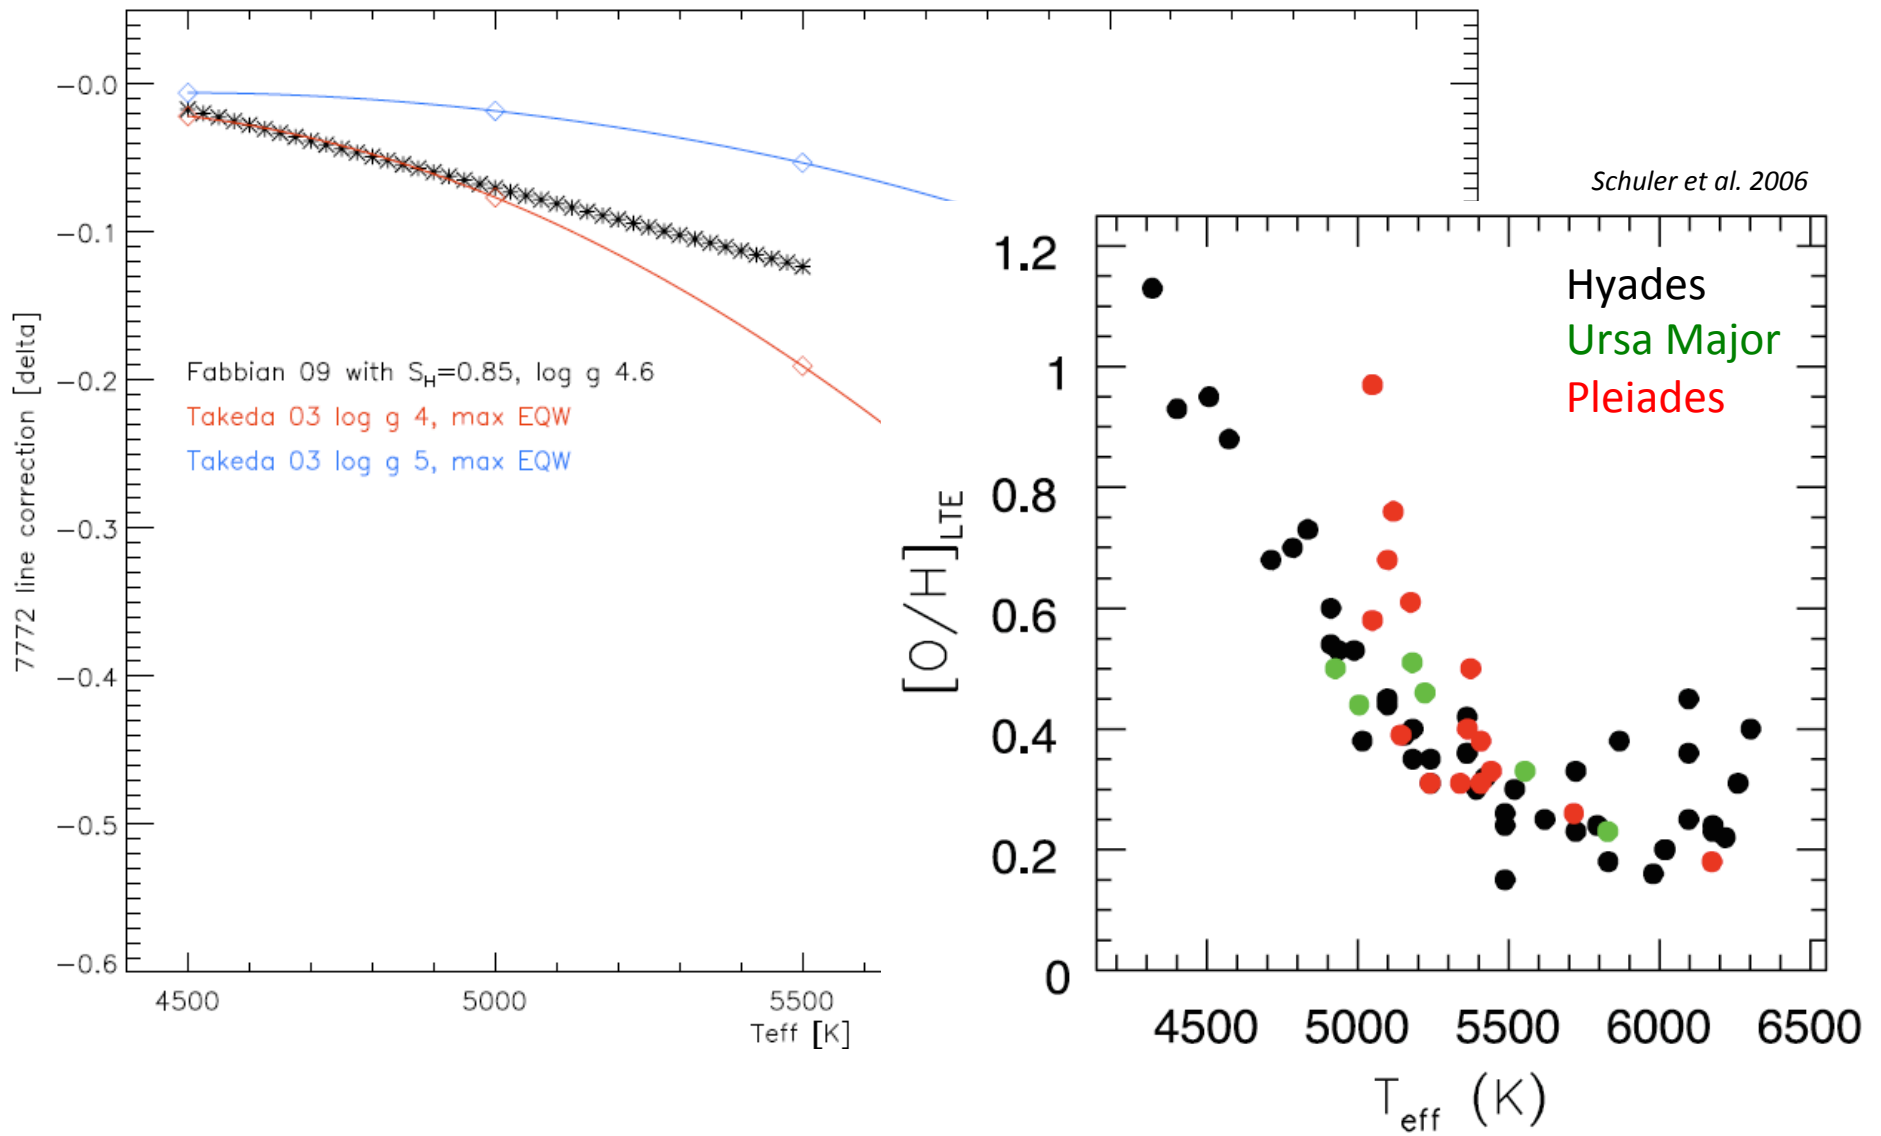 −0.0
−0.1
−0.2
−0.3
−0.4
−0.5
−0.6
7772 line correction [delta]
Fabbian 09 with S_H=0.85, log g 4.6
Takeda 03 log g 4, max EQW
Takeda 03 log g 5, max EQW
4500 5000 5500
Teff [K]
Schuler et al. 2006
1.2
1
0.8
0.6
0.4
0.2
0
[O/H]_LTE
Hyades
Ursa Major
Pleiades
4500 5000 5500 6000 6500
T_eff (K)